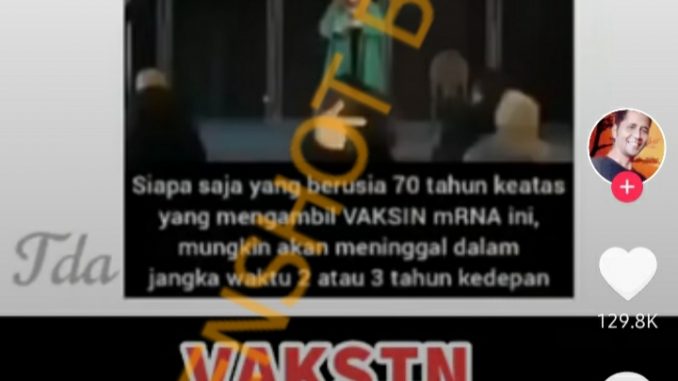 Siapa saja yang berusia 70 tahun keatas
yang mengambil VAKSIN mRNA ini,
mungkin akan meninggal dalam
jangka waktu 2 atau 3 tahun kedepan
Tda
129.8K
VAKSIN